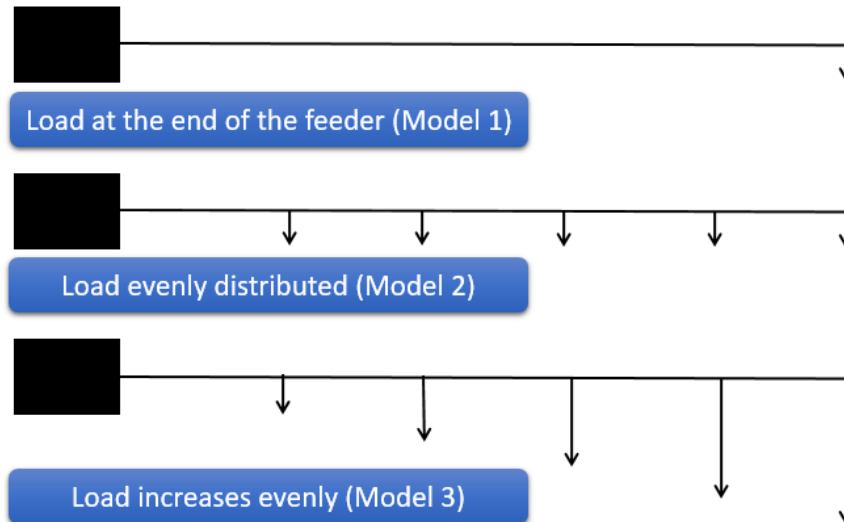 Load at the end of the feeder (Model 1)
Load evenly distributed (Model 2)
Load increases evenly (Model 3)